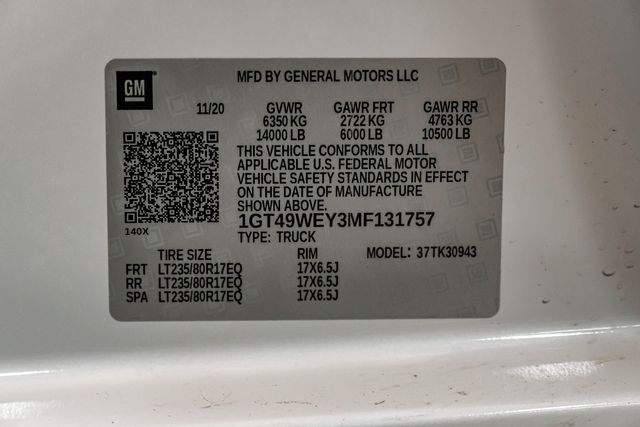 GM
MFD BY GENERAL MOTORS LLC
11/20 GVWR GAWR FRT GAWR RR
6350 KG 2722 KG 4763 KG
14000 LB 6000 LB 10500 LB
THIS VEHICLE CONFORMS TO ALL
APPLICABLE U.S. FEDERAL MOTOR
VEHICLE SAFETY STANDARDS IN EFFECT
ON THE DATE OF MANUFACTURE
SHOWN ABOVE.
140X
1GT49WEY3MF131757
TYPE: TRUCK
TIRE SIZE RIM MODEL: 37TK30943
FRT LT235/80R17EQ 17X6.5J
RR LT235/80R17EQ 17X6.5J
SPA LT235/80R17EQ 17X6.5J